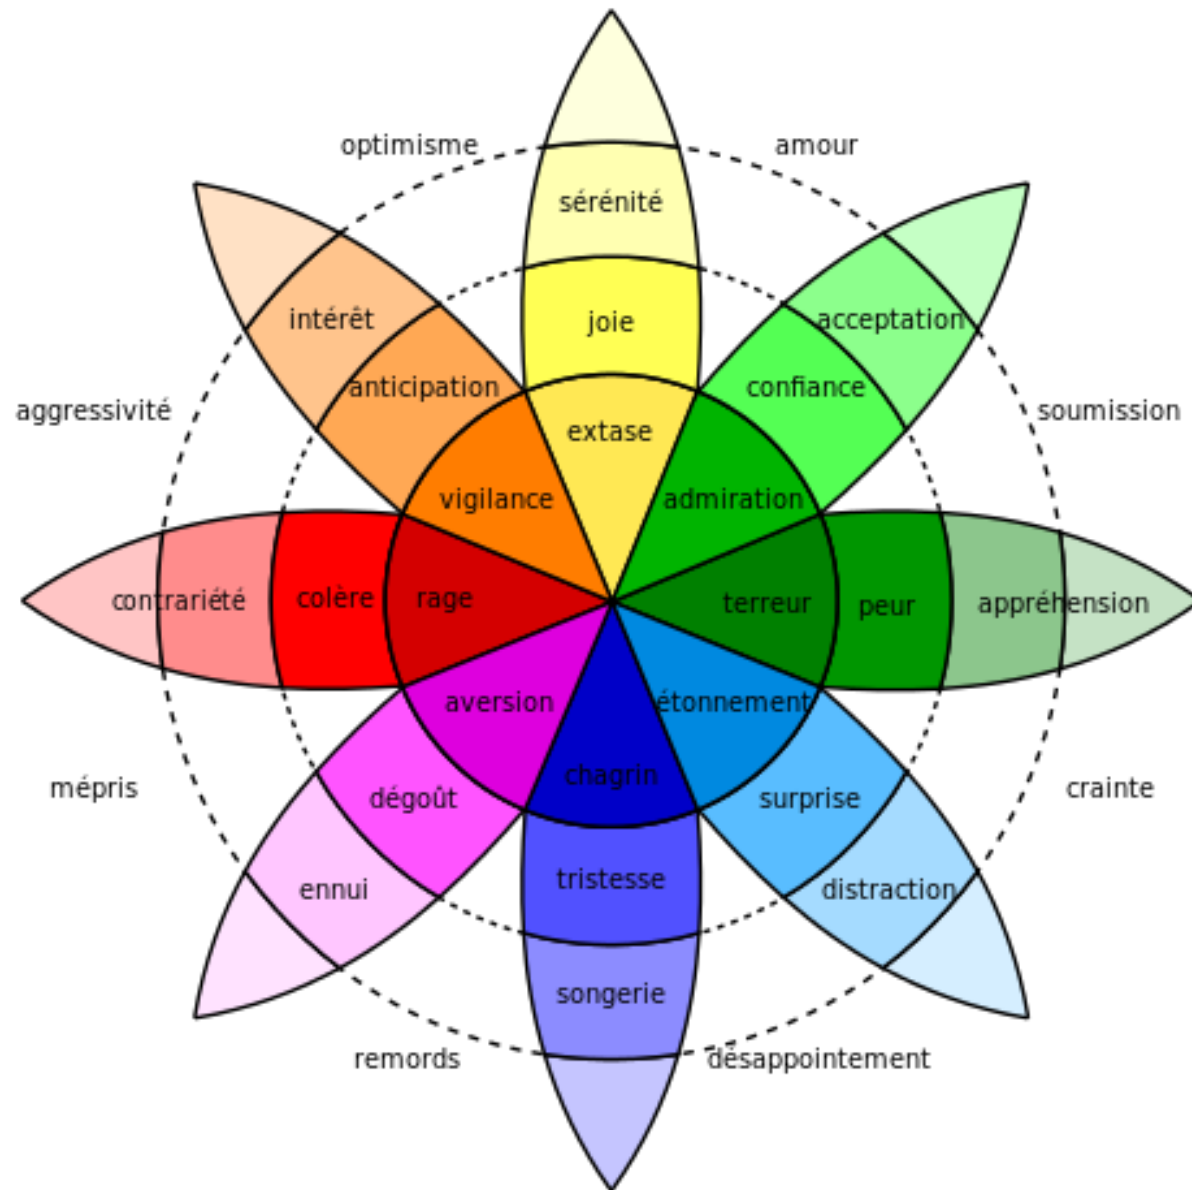 optimisme
amour
sérénité
intérêt
acceptation
joie
anticipation
confiance
aggressivité
soumission
extase
vigilance
admiration
contrariété
colère
rage
terreur
peur
appréhension
aversion
étonnement
chagrin
mépris
crainte
dégoût
surprise
tristesse
ennui
distraction
songerie
remords
désappointement